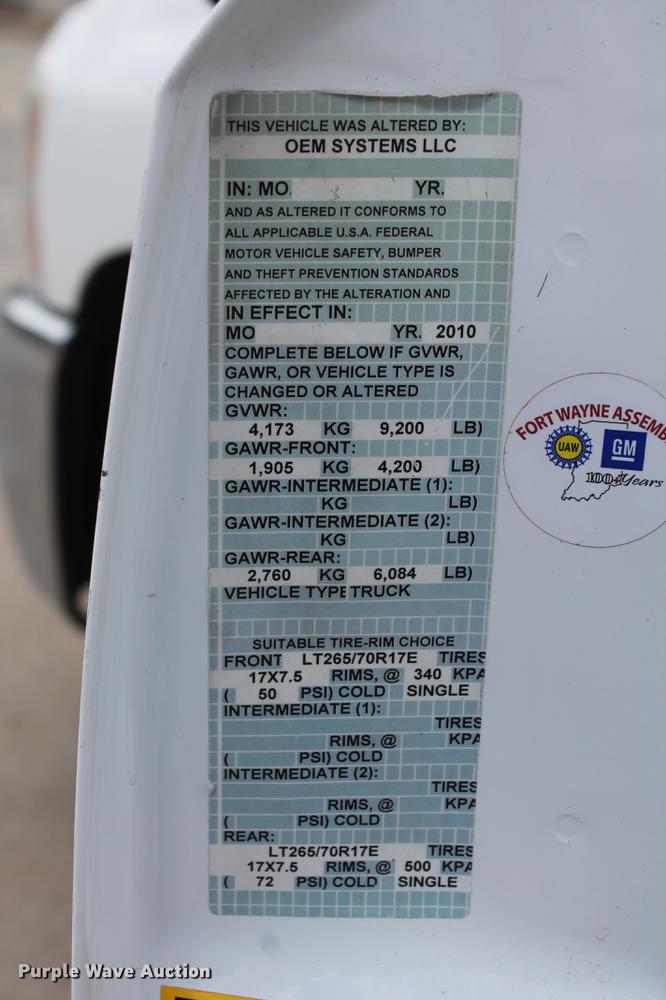 THIS VEHICLE WAS ALTERED BY:
OEM SYSTEMS LLC
IN: MO. 3 YR.
AND AS ALTERED IT CONFORMS TO
ALL APPLICABLE U.S.A. FEDERAL
MOTOR VEHICLE SAFETY, BUMPER
AND THEFT PREVENTION STANDARDS
AFFECTED BY THE ALTERATION AND
IN EFFECT IN:
MO YR. 2010
COMPLETE BELOW IF GVWR,
GAWR, OR VEHICLE TYPE IS
CHANGED OR ALTERED
GVWR:
4,173 KG 9,200 LB)
GAWR-FRONT:
1,905 KG 4,200 LB)
GAWR-INTERMEDIATE (1):
KG LB)
GAWR-INTERMEDIATE (2):
KG LB)
GAWR-REAR:
2,760 KG 6,084 LB)
VEHICLE TYPE TRUCK
SUITABLE TIRE-RIM CHOICE
FRONT LT265/70R17E TIRES
17X7.5 RIMS, @ 340 KPA
( 50 PSI) COLD SINGLE
INTERMEDIATE (1):
TIRES
RIMS, @ KPA
( PSI) COLD
INTERMEDIATE (2):
TIRES
RIMS, @ KPA
( PSI) COLD
REAR:
LT265/70R17E TIRES
17X7.5 RIMS, @ 500 KPA
( 72 PSI) COLD SINGLE
FORT WAYNE ASSEMB
UAW
GM
100 Years
Purple Wave Auction